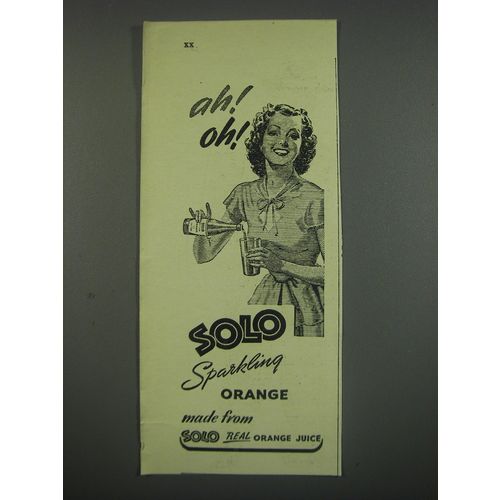 XX
ah!
oh!
SOLO
Sparkling
ORANGE
made from
SOLO REAL ORANGE JUICE